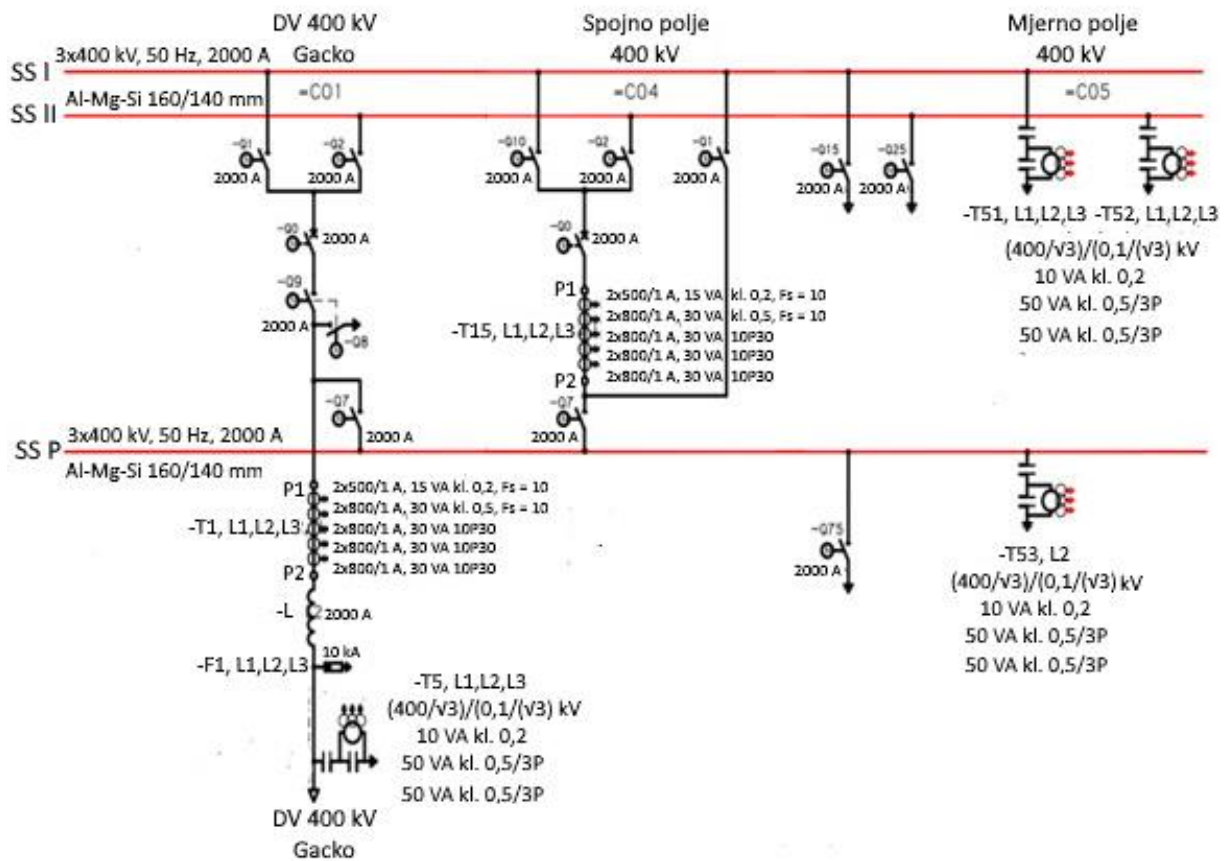 DV 400 kV
Gacko
Spojno polje
400 kV
Mjerno polje
400 kV
3x400 kV, 50 Hz, 2000 A
SS I
Al-Mg-Si 160/140 mm
=C01
=C04
=C05
SS II
-Q1
2000 A
-Q2
2000 A
-Q10
2000 A
-Q2
2000 A
-Q1
2000 A
-Q15
2000 A
-Q25
2000 A
-T51, L1,L2,L3
-T52, L1,L2,L3
(400/√3)/(0,1/(√3) kV
10 VA kl. 0,2
50 VA kl. 0,5/3P
50 VA kl. 0,5/3P
-Q0
2000 A
-Q9
2000 A
-Q8
-Q0
2000 A
P1
2x500/1 A, 15 VA kl. 0,2, Fs = 10
2x800/1 A, 30 VA kl. 0,5, Fs = 10
-T15, L1,L2,L3
2x800/1 A, 30 VA 10P30
2x800/1 A, 30 VA 10P30
P2
2x800/1 A, 30 VA 10P30
-Q7
2000 A
-Q7
2000 A
3x400 kV, 50 Hz, 2000 A
SS P
Al-Mg-Si 160/140 mm
P1
2x500/1 A, 15 VA kl. 0,2, Fs = 10
2x800/1 A, 30 VA kl. 0,5, Fs = 10
-T1, L1,L2,L3
2x800/1 A, 30 VA 10P30
2x800/1 A, 30 VA 10P30
2x800/1 A, 30 VA 10P30
P2
-L
2000 A
-F1, L1,L2,L3
10 kA
-Q75
2000 A
-T53, L2
(400/√3)/(0,1/(√3) kV
10 VA kl. 0,2
50 VA kl. 0,5/3P
50 VA kl. 0,5/3P
-T5, L1,L2,L3
(400/√3)/(0,1/(√3) kV
10 VA kl. 0,2
50 VA kl. 0,5/3P
50 VA kl. 0,5/3P
DV 400 kV
Gacko